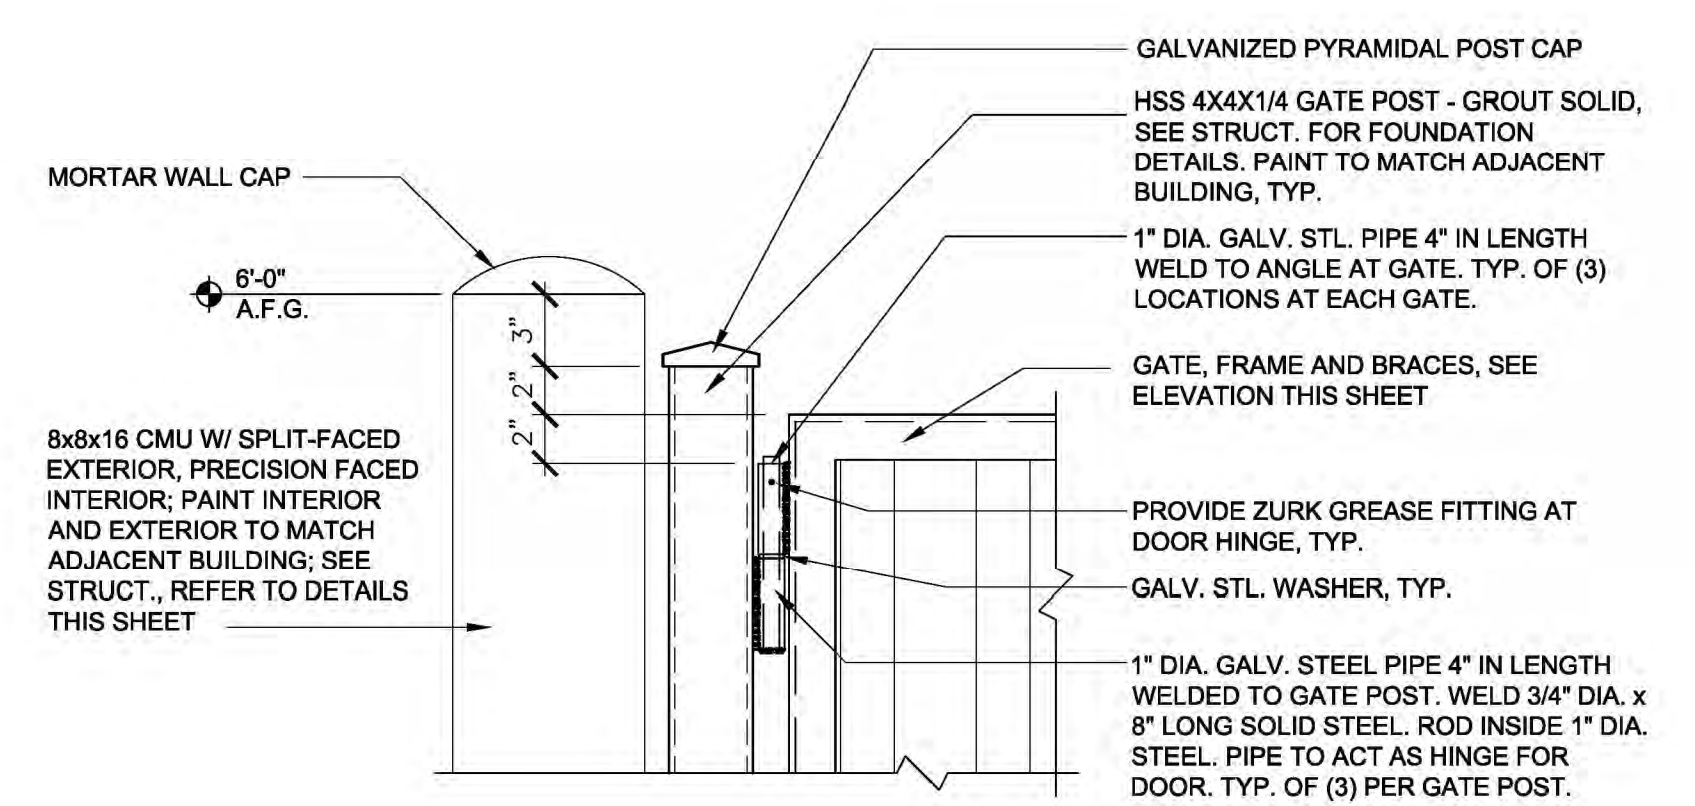 GALVANIZED PYRAMIDAL POST CAP
HSS 4X4X1/4 GATE POST - GROUT SOLID,
SEE STRUCT. FOR FOUNDATION
DETAILS. PAINT TO MATCH ADJACENT
BUILDING, TYP.
MORTAR WALL CAP
1" DIA. GALV. STL. PIPE 4" IN LENGTH
WELD TO ANGLE AT GATE. TYP. OF (3)
LOCATIONS AT EACH GATE.
6'-0"
A.F.G.
3"
2"
2"
GATE, FRAME AND BRACES, SEE
ELEVATION THIS SHEET
8x8x16 CMU W/ SPLIT-FACED
EXTERIOR, PRECISION FACED
INTERIOR; PAINT INTERIOR
AND EXTERIOR TO MATCH
ADJACENT BUILDING; SEE
STRUCT., REFER TO DETAILS
THIS SHEET
PROVIDE ZURK GREASE FITTING AT
DOOR HINGE, TYP.
GALV. STL. WASHER, TYP.
1" DIA. GALV. STEEL PIPE 4" IN LENGTH
WELDED TO GATE POST. WELD 3/4" DIA. x
8" LONG SOLID STEEL. ROD INSIDE 1" DIA.
STEEL. PIPE TO ACT AS HINGE FOR
DOOR. TYP. OF (3) PER GATE POST.